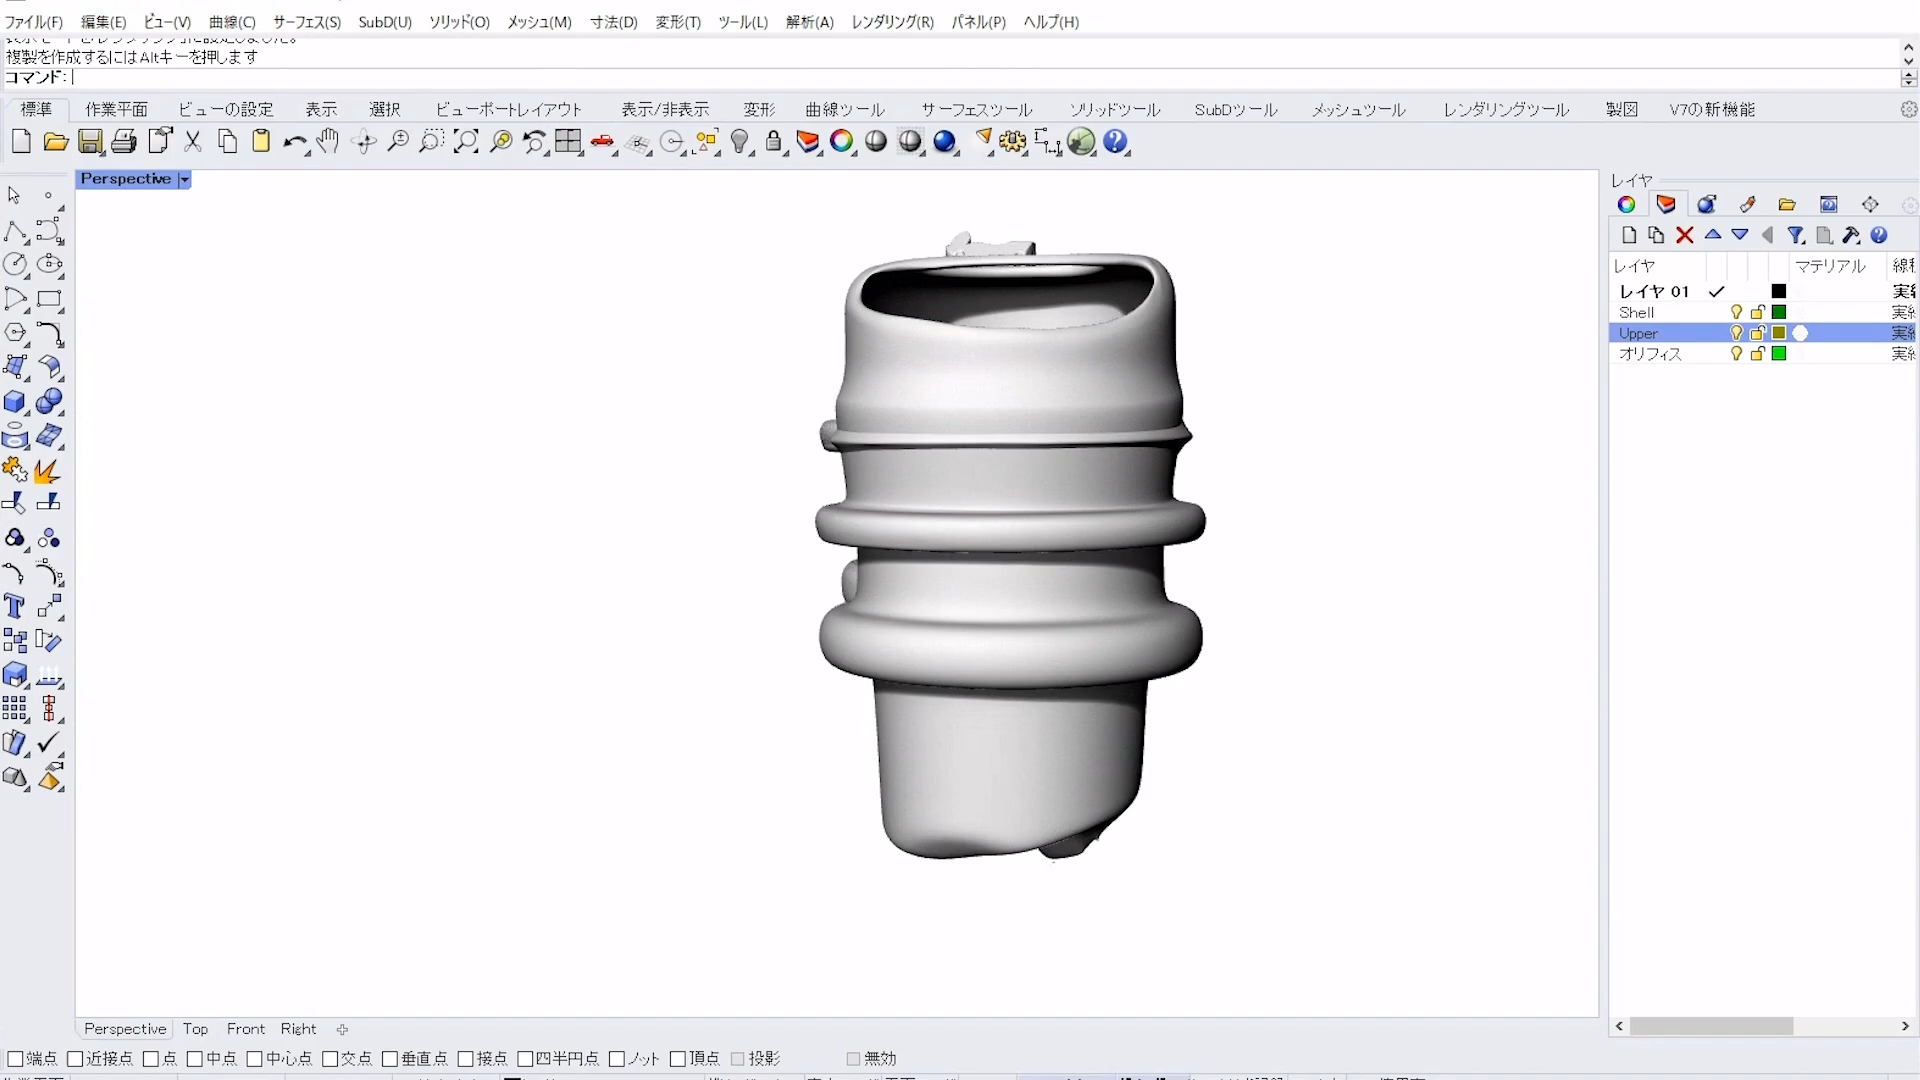 ファイル(F) 編集(E) ビュー(V) 曲線(C) サーフェス(S) SubD(U) ソリッド(O) メッシュ(M) 寸法(D) 変形(T) ツール(L) 解析(A) レンダリング(R) パネル(P) ヘルプ(H)
複製を作成するにはAltキーを押します
コマンド:
標準 作業平面 ビューの設定 表示 選択 ビューポートレイアウト 表示/非表示 変形 曲線ツール サーフェスツール ソリッドツール SubDツール メッシュツール レンダリングツール 製図 V7の新機能
Perspective
レイヤ
レイヤ マテリアル 線種
レイヤ 01
Shell
Upper
オリフィス
Perspective Top Front Right
端点 近接点 点 中点 中心点 交点 垂直点 接点 四半円点 ノット 頂点 投影 無効